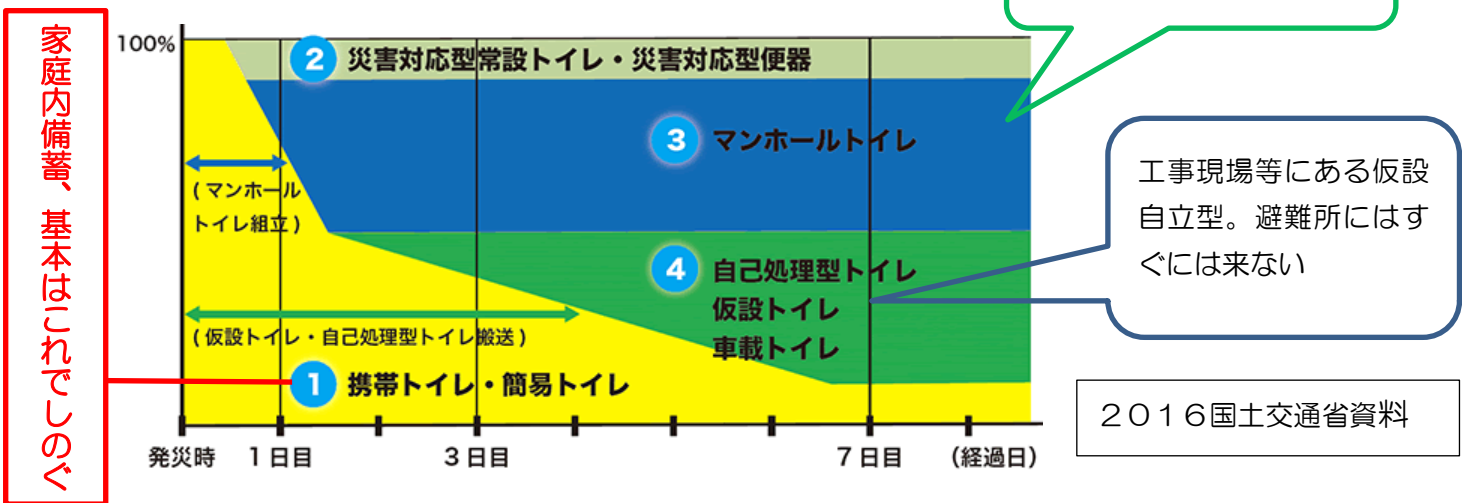 家庭内備蓄、基本はこれでしのぐ
100%
2 災害対応型常設トイレ・災害対応型便器
3 マンホールトイレ
(マンホール
トイレ組立)
工事現場等にある仮設
自立型。避難所にはす
ぐには来ない
4 自己処理型トイレ
仮設トイレ
車載トイレ
(仮設トイレ・自己処理型トイレ搬送)
1 携帯トイレ・簡易トイレ
2016国土交通省資料
発災時 1日目 3日目 7日目 (経過日)